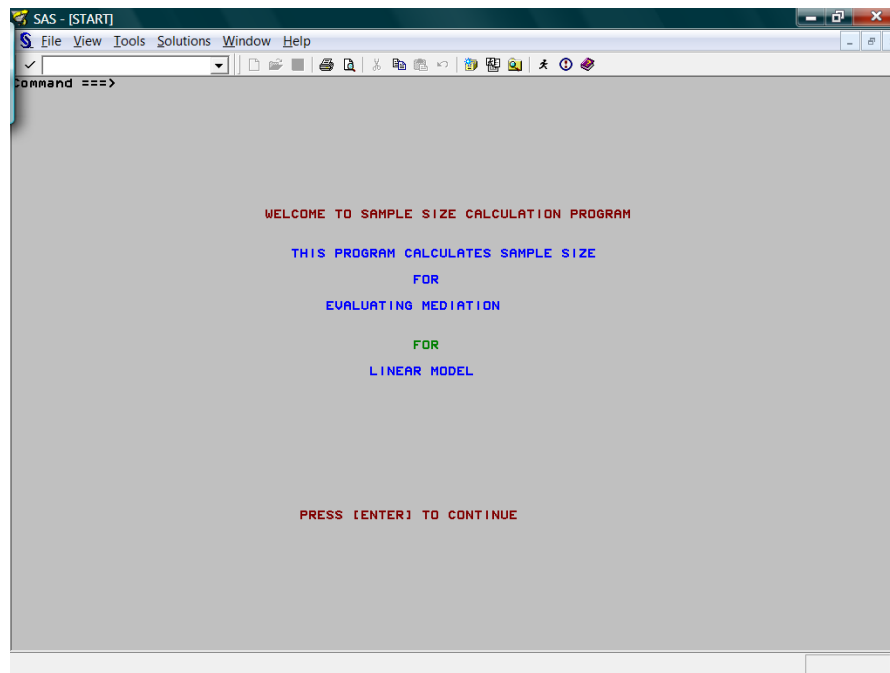 SAS - [START]
File View Tools Solutions Window Help
Command ===>
WELCOME TO SAMPLE SIZE CALCULATION PROGRAM
THIS PROGRAM CALCULATES SAMPLE SIZE
FOR
EVALUATING MEDIATION
FOR
LINEAR MODEL
PRESS [ENTER] TO CONTINUE